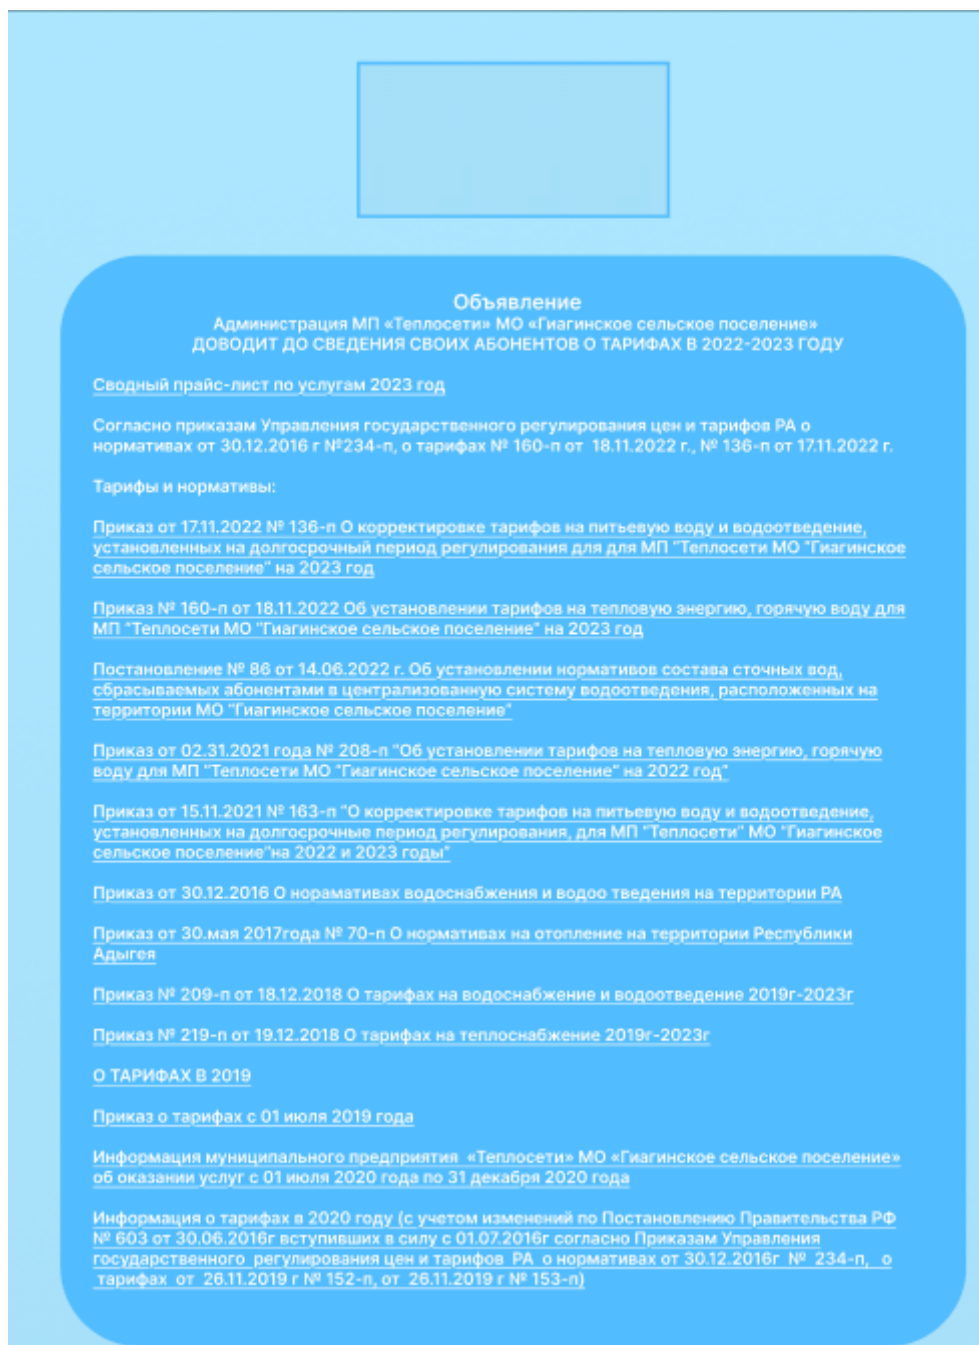 Объявление
Администрация МП «Теплосети» МО «Гиагинское сельское поселение»
ДОВОДИТ ДО СВЕДЕНИЯ СВОИХ АБОНЕНТОВ О ТАРИФАХ В 2022-2023 ГОДУ
Сводный прайс-лист по услугам 2023 год
Согласно приказам Управления государственного регулирования цен и тарифов РА о
нормативах от 30.12.2016 г №234-п, о тарифах № 160-п от 18.11.2022 г., № 136-п от 17.11.2022 г.
Тарифы и нормативы:
Приказ от 17.11.2022 № 136-п О корректировке тарифов на питьевую воду и водоотведение,
установленных на долгосрочный период регулирования для для МП "Теплосети МО "Гиагинское
сельское поселение" на 2023 год
Приказ № 160-п от 18.11.2022 Об установлении тарифов на тепловую энергию, горячую воду для
МП "Теплосети МО "Гиагинское сельское поселение" на 2023 год
Постановление № 86 от 14.06.2022 г. Об установлении нормативов состава сточных вод,
сбрасываемых абонентами в централизованную систему водоотведения, расположенных на
территории МО "Гиагинское сельское поселение"
Приказ от 02.31.2021 года № 208-п "Об установлении тарифов на тепловую энергию, горячую
воду для МП "Теплосети МО "Гиагинское сельское поселение" на 2022 год"
Приказ от 15.11.2021 № 163-п "О корректировке тарифов на питьевую воду и водоотведение,
установленных на долгосрочные период регулирования, для МП "Теплосети" МО "Гиагинское
сельское поселение"на 2022 и 2023 годы"
Приказ от 30.12.2016 О норамативах водоснабжения и водоо тведения на территории РА
Приказ от 30.мая 2017года № 70-п О нормативах на отопление на территории Республики
Адыгея
Приказ № 209-п от 18.12.2018 О тарифах на водоснабжение и водоотведение 2019г-2023г
Приказ № 219-п от 19.12.2018 О тарифах на теплоснабжение 2019г-2023г
О ТАРИФАХ В 2019
Приказ о тарифах с 01 июля 2019 года
Информация муниципального предприятия «Теплосети» МО «Гиагинское сельское поселение»
об оказании услуг с 01 июля 2020 года по 31 декабря 2020 года
Информация о тарифах в 2020 году (с учетом изменений по Постановлению Правительства РФ
№ 603 от 30.06.2016г вступивших в силу с 01.07.2016г согласно Приказам Управления
государственного регулирования цен и тарифов РА о нормативах от 30.12.2016г № 234-п, о
тарифах от 26.11.2019 г № 152-п, от 26.11.2019 г № 153-п)